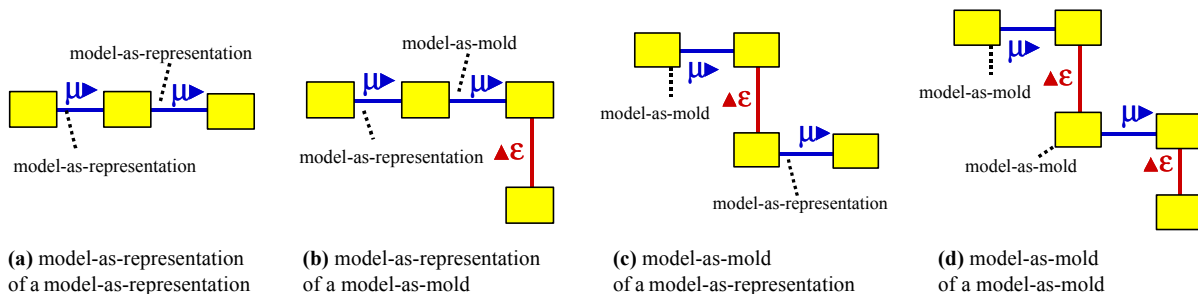 model-as-representation
μ▶
μ▶
model-as-representation
(a) model-as-representation
of a model-as-representation
model-as-mold
μ▶
μ▶
model-as-representation
▲ε
(b) model-as-representation
of a model-as-mold
μ▶
model-as-mold
▲ε
μ▶
model-as-representation
(c) model-as-mold
of a model-as-representation
μ▶
model-as-mold
▲ε
μ▶
model-as-mold
▲ε
(d) model-as-mold
of a model-as-mold